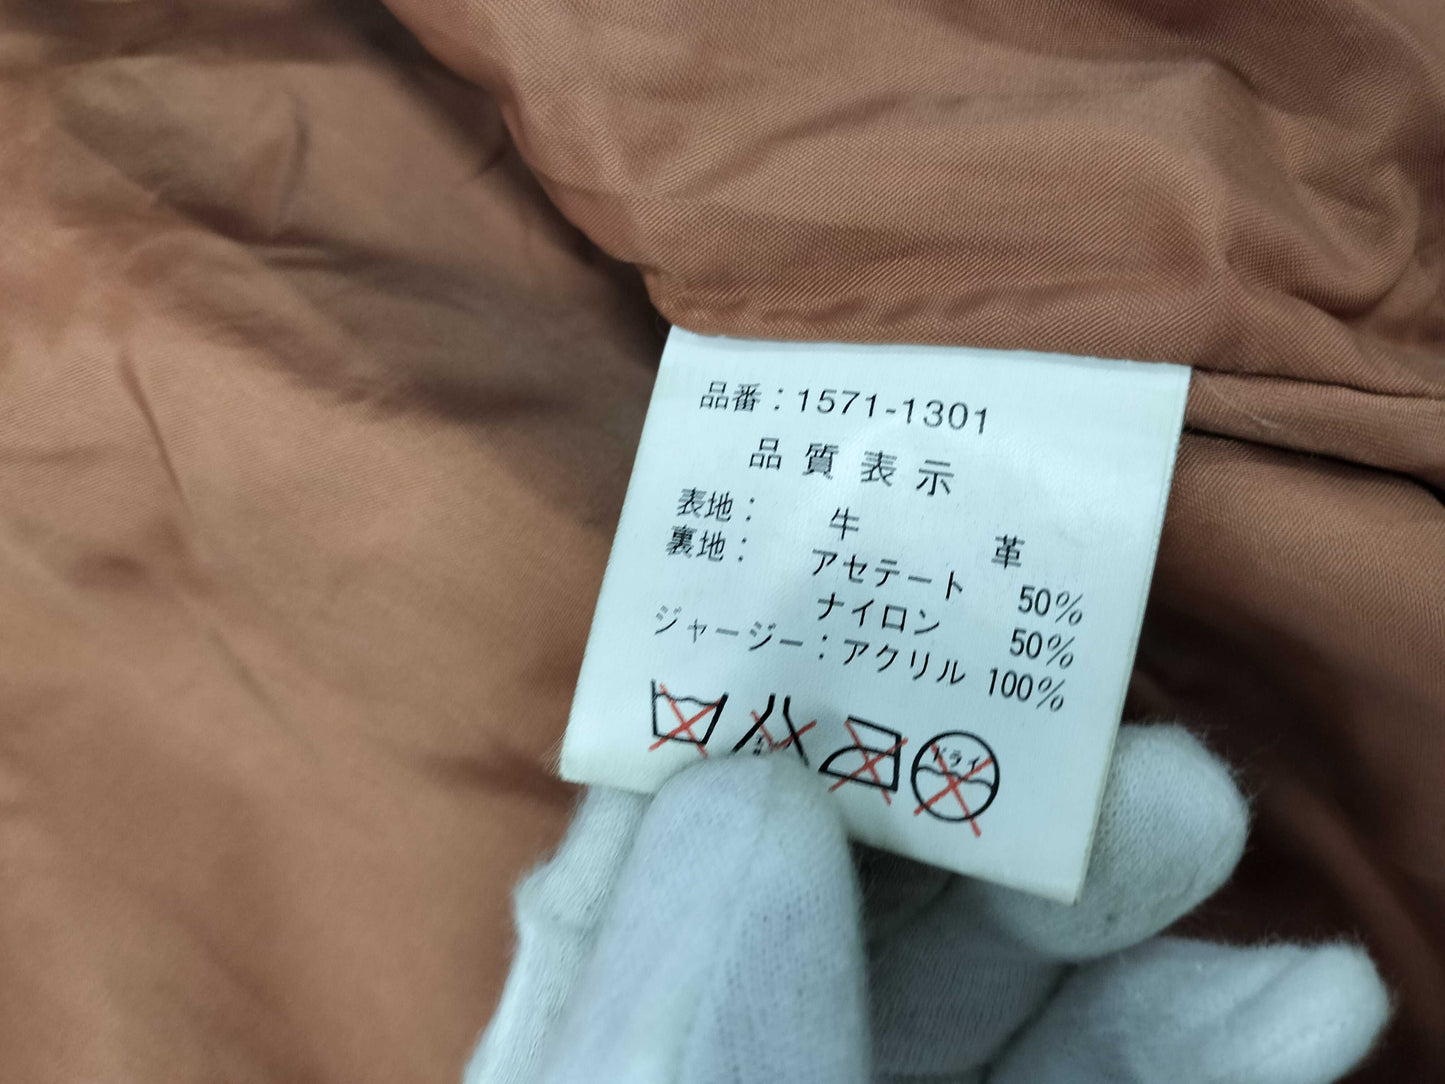 品番：1571-1301
品質表示
表地： 牛革
裏地： アセテート 50%
ナイロン 50%
ジャージー：アクリル 100%
ドライ